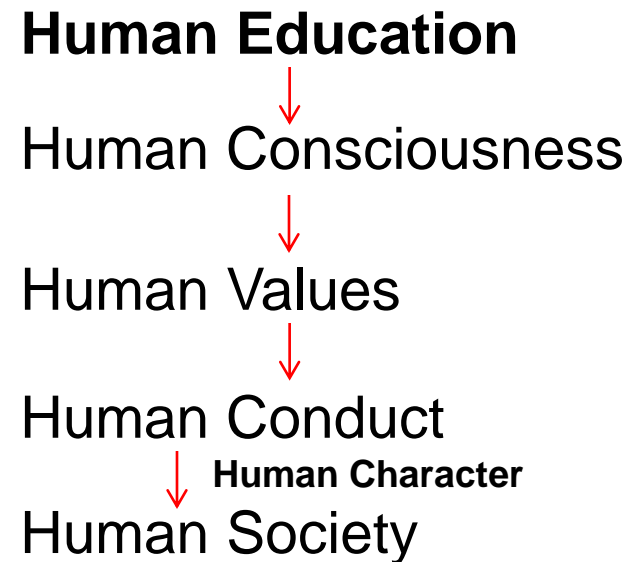 Human Education
Human Consciousness
Human Values
Human Conduct
Human Character
Human Society